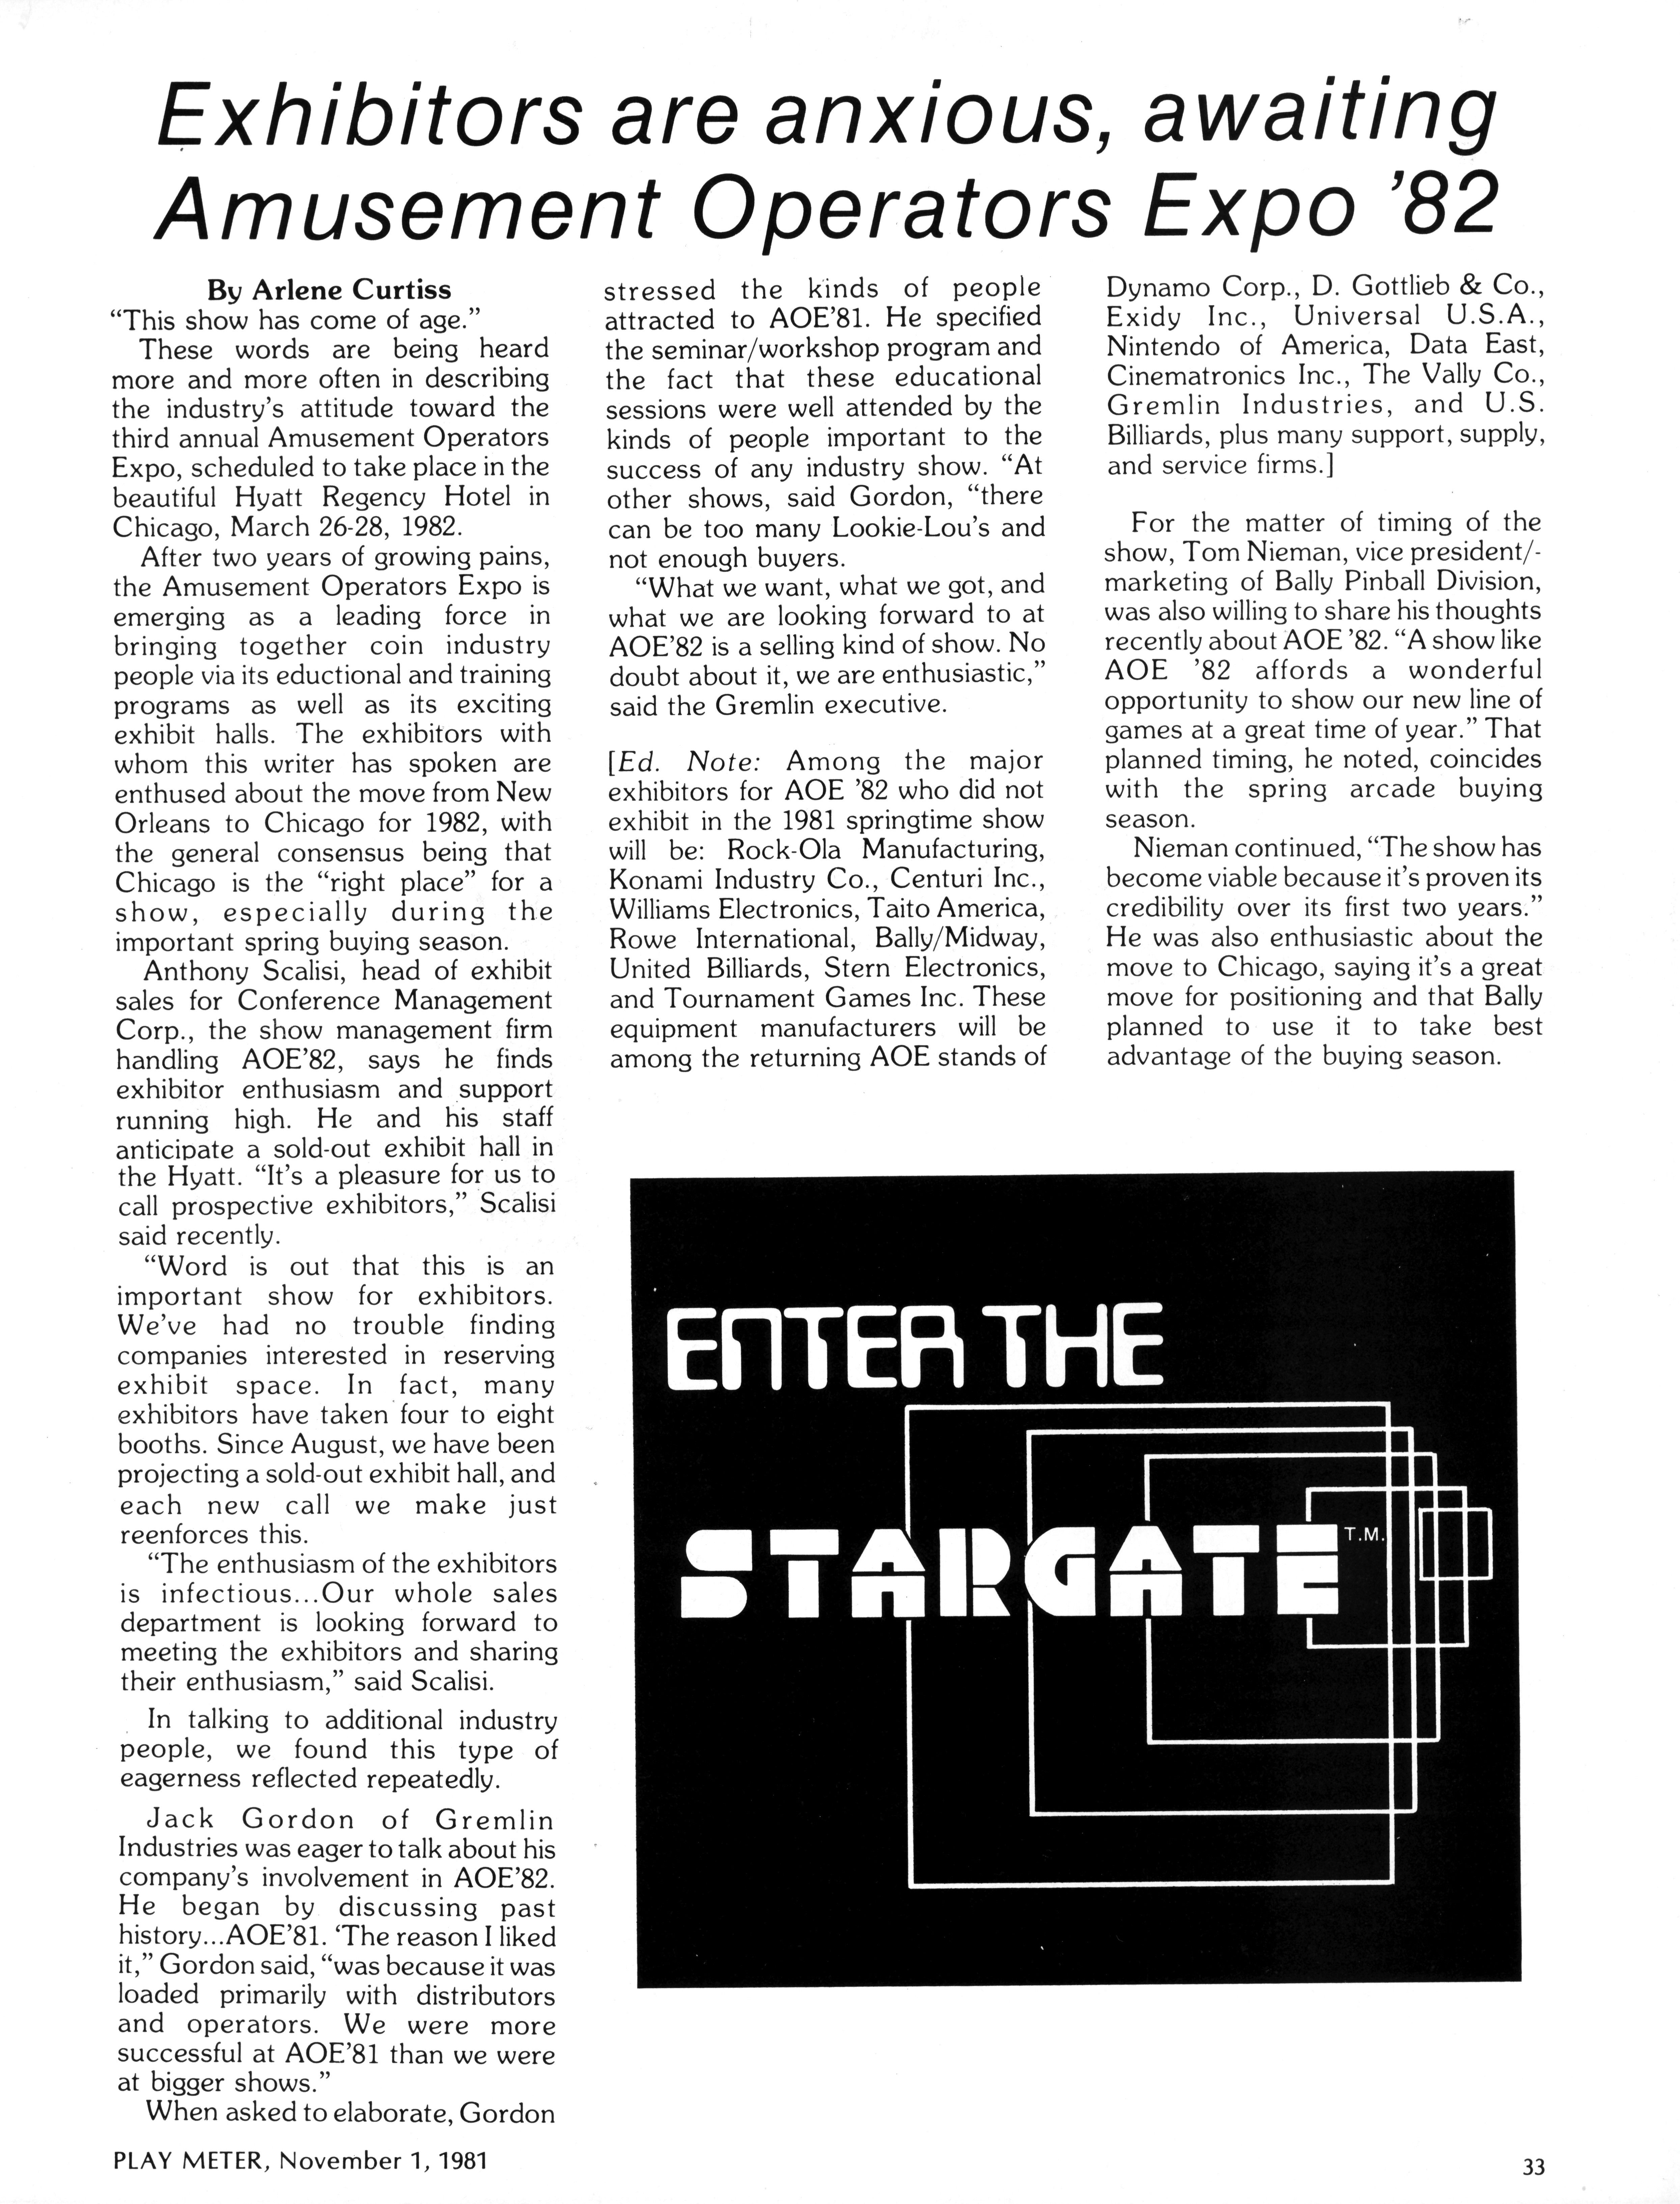 Exhibitors are anxious, awaiting
Amusement Operators Expo '82
By Arlene Curtiss
“This show has come of age.”
These words are being heard
more and more often in describing
the industry's attitude toward the
third annual Amusement Operators
Expo, scheduled to take place in the
beautiful Hyatt Regency Hotel in
Chicago, March 26-28, 1982.
After two years of growing pains,
the Amusement Operators Expo is
emerging as a leading force in
bringing together coin industry
people via its eductional and training
programs as well as its exciting
exhibit halls. The exhibitors with
whom this writer has spoken are
enthused about the move from New
Orleans to Chicago for 1982, with
the general consensus being that
Chicago is the “right place” for a
show, especially during the
important spring buying season.
Anthony Scalisi, head of exhibit
sales for Conference Management
Corp., the show management firm
handling AOE'82, says he finds
exhibitor enthusiasm and support
running high. He and his staff
anticipate a sold-out exhibit hall in
the Hyatt. “It's a pleasure for us to
call prospective exhibitors,” Scalisi
said recently.
“Word is out that this is an
important show for exhibitors.
We've had no trouble finding
companies interested in reserving
exhibit space. In fact, many
exhibitors have taken four to eight
booths. Since August, we have been
projecting a sold-out exhibit hall, and
each new call we make just
reenforces this.
“The enthusiasm of the exhibitors
is infectious...Our whole sales
department is looking forward to
meeting the exhibitors and sharing
their enthusiasm,” said Scalisi.
In talking to additional industry
people, we found this type of
eagerness reflected repeatedly.
Jack Gordon of Gremlin
Industries was eager to talk about his
company's involvement in AOE'82.
He began by discussing past
history...AOE'81. ‘The reason I liked
it,” Gordon said, “was because it was
loaded primarily with distributors
and operators. We were more
successful at AOE'81 than we were
at bigger shows.”
When asked to elaborate, Gordon
stressed the kinds of people
attracted to AOE'81. He specified
the seminar/workshop program and
the fact that these educational
sessions were well attended by the
kinds of people important to the
success of any industry show. “At
other shows, said Gordon, “there
can be too many Lookie-Lou's and
not enough buyers.
“What we want, what we got, and
what we are looking forward to at
AOE'82 is a selling kind of show. No
doubt about it, we are enthusiastic,”
said the Gremlin executive.
[Ed. Note: Among the major
exhibitors for AOE '82 who did not
exhibit in the 1981 springtime show
will be: Rock-Ola Manufacturing,
Konami Industry Co., Centuri Inc.,
Williams Electronics, Taito America,
Rowe International, Bally/Midway,
United Billiards, Stern Electronics,
and Tournament Games Inc. These
equipment manufacturers will be
among the returning AOE stands of
Dynamo Corp., D. Gottlieb & Co.,
Exidy Inc., Universal U.S.A.,
Nintendo of America, Data East,
Cinematronics Inc., The Vally Co.,
Gremlin Industries, and U.S.
Billiards, plus many support, supply,
and service firms.]
For the matter of timing of the
show, Tom Nieman, vice president/-
marketing of Bally Pinball Division,
was also willing to share his thoughts
recently about AOE '82. “A show like
AOE '82 affords a wonderful
opportunity to show our new line of
games at a great time of year.” That
planned timing, he noted, coincides
with the spring arcade buying
season.
Nieman continued, “The show has
become viable because it's proven its
credibility over its first two years.”
He was also enthusiastic about the
move to Chicago, saying it's a great
move for positioning and that Bally
planned to use it to take best
advantage of the buying season.
ENTER THE
STARGATE T.M.
PLAY METER, November 1, 1981
33